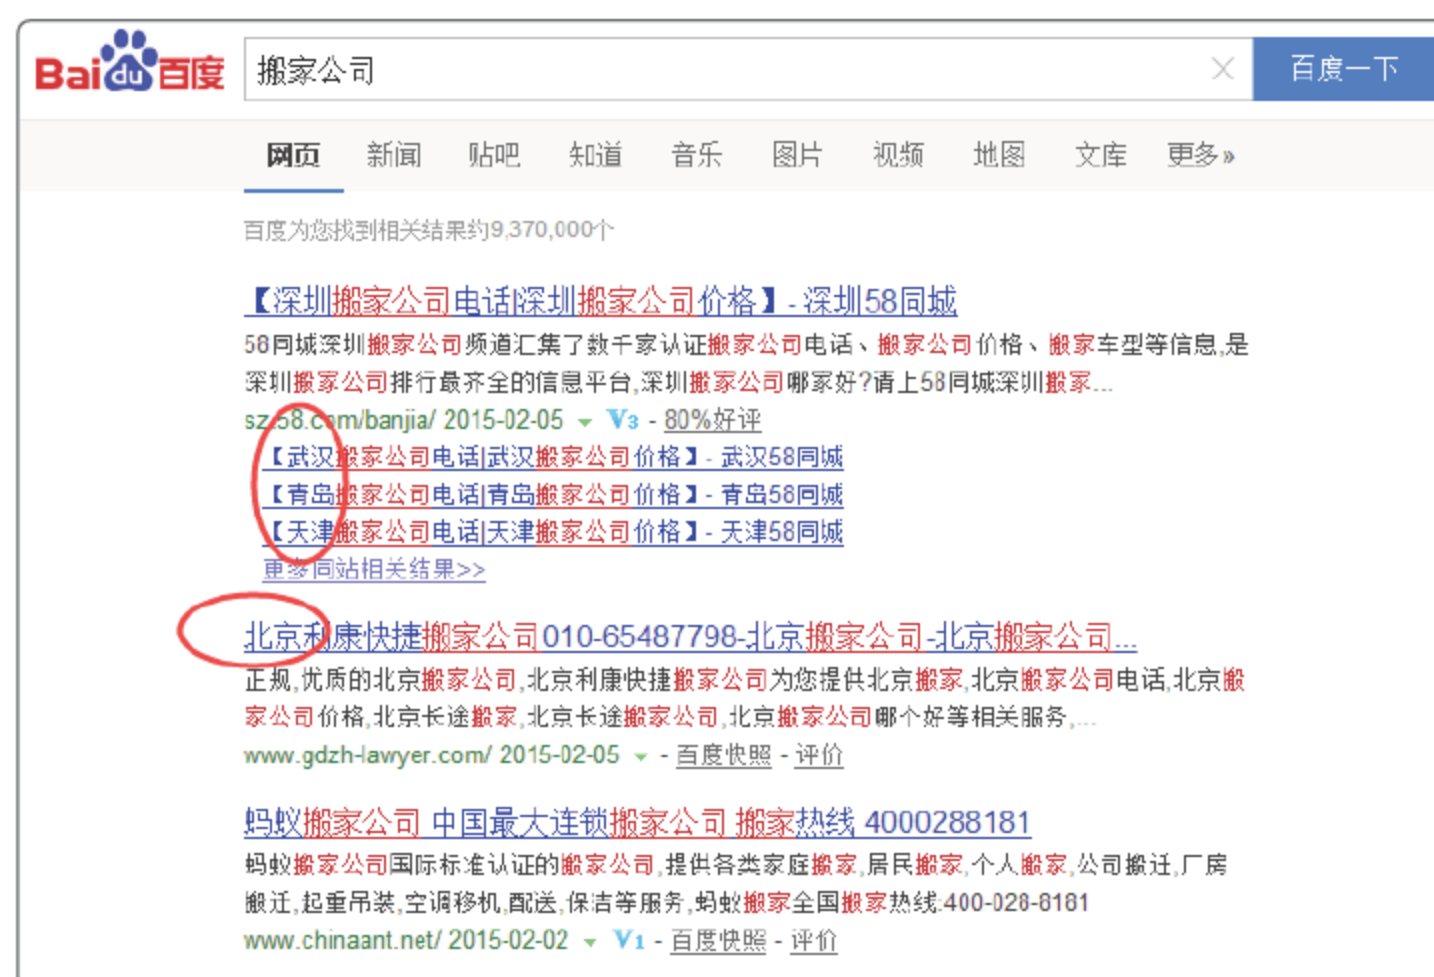 Baidu百度
搬家公司
百度一下
网页 新闻 贴吧 知道 音乐 图片 视频 地图 文库 更多»
百度为您找到相关结果约9,370,000个
【深圳搬家公司电话|深圳搬家公司价格】- 深圳58同城
58同城深圳搬家公司频道汇集了数千家认证搬家公司电话、搬家公司价格、搬家车型等信息,是
深圳搬家公司排行最齐全的信息平台,深圳搬家公司哪家好?请上58同城深圳搬家...
sz.58.com/banjia/ 2015-02-05 V3 - 80%好评
【武汉搬家公司电话|武汉搬家公司价格】- 武汉58同城
【青岛搬家公司电话|青岛搬家公司价格】- 青岛58同城
【天津搬家公司电话|天津搬家公司价格】- 天津58同城
更多同站相关结果>>
北京利康快捷搬家公司010-65487798-北京搬家公司-北京搬家公司...
正规,优质的北京搬家公司,北京利康快捷搬家公司为您提供北京搬家,北京搬家公司电话,北京搬
家公司价格,北京长途搬家,北京长途搬家公司,北京搬家公司哪个好等相关服务,...
www.gdzh-lawyer.com/ 2015-02-05 - 百度快照 - 评价
蚂蚁搬家公司 中国最大连锁搬家公司 搬家热线 4000288181
蚂蚁搬家公司国际标准认证的搬家公司,提供各类家庭搬家,居民搬家,个人搬家,公司搬迁,厂房
搬迁,起重吊装,空调移机,配送,保洁等服务,蚂蚁搬家全国搬家热线:400-028-8181
www.chinaant.net/ 2015-02-02 V1 - 百度快照 - 评价